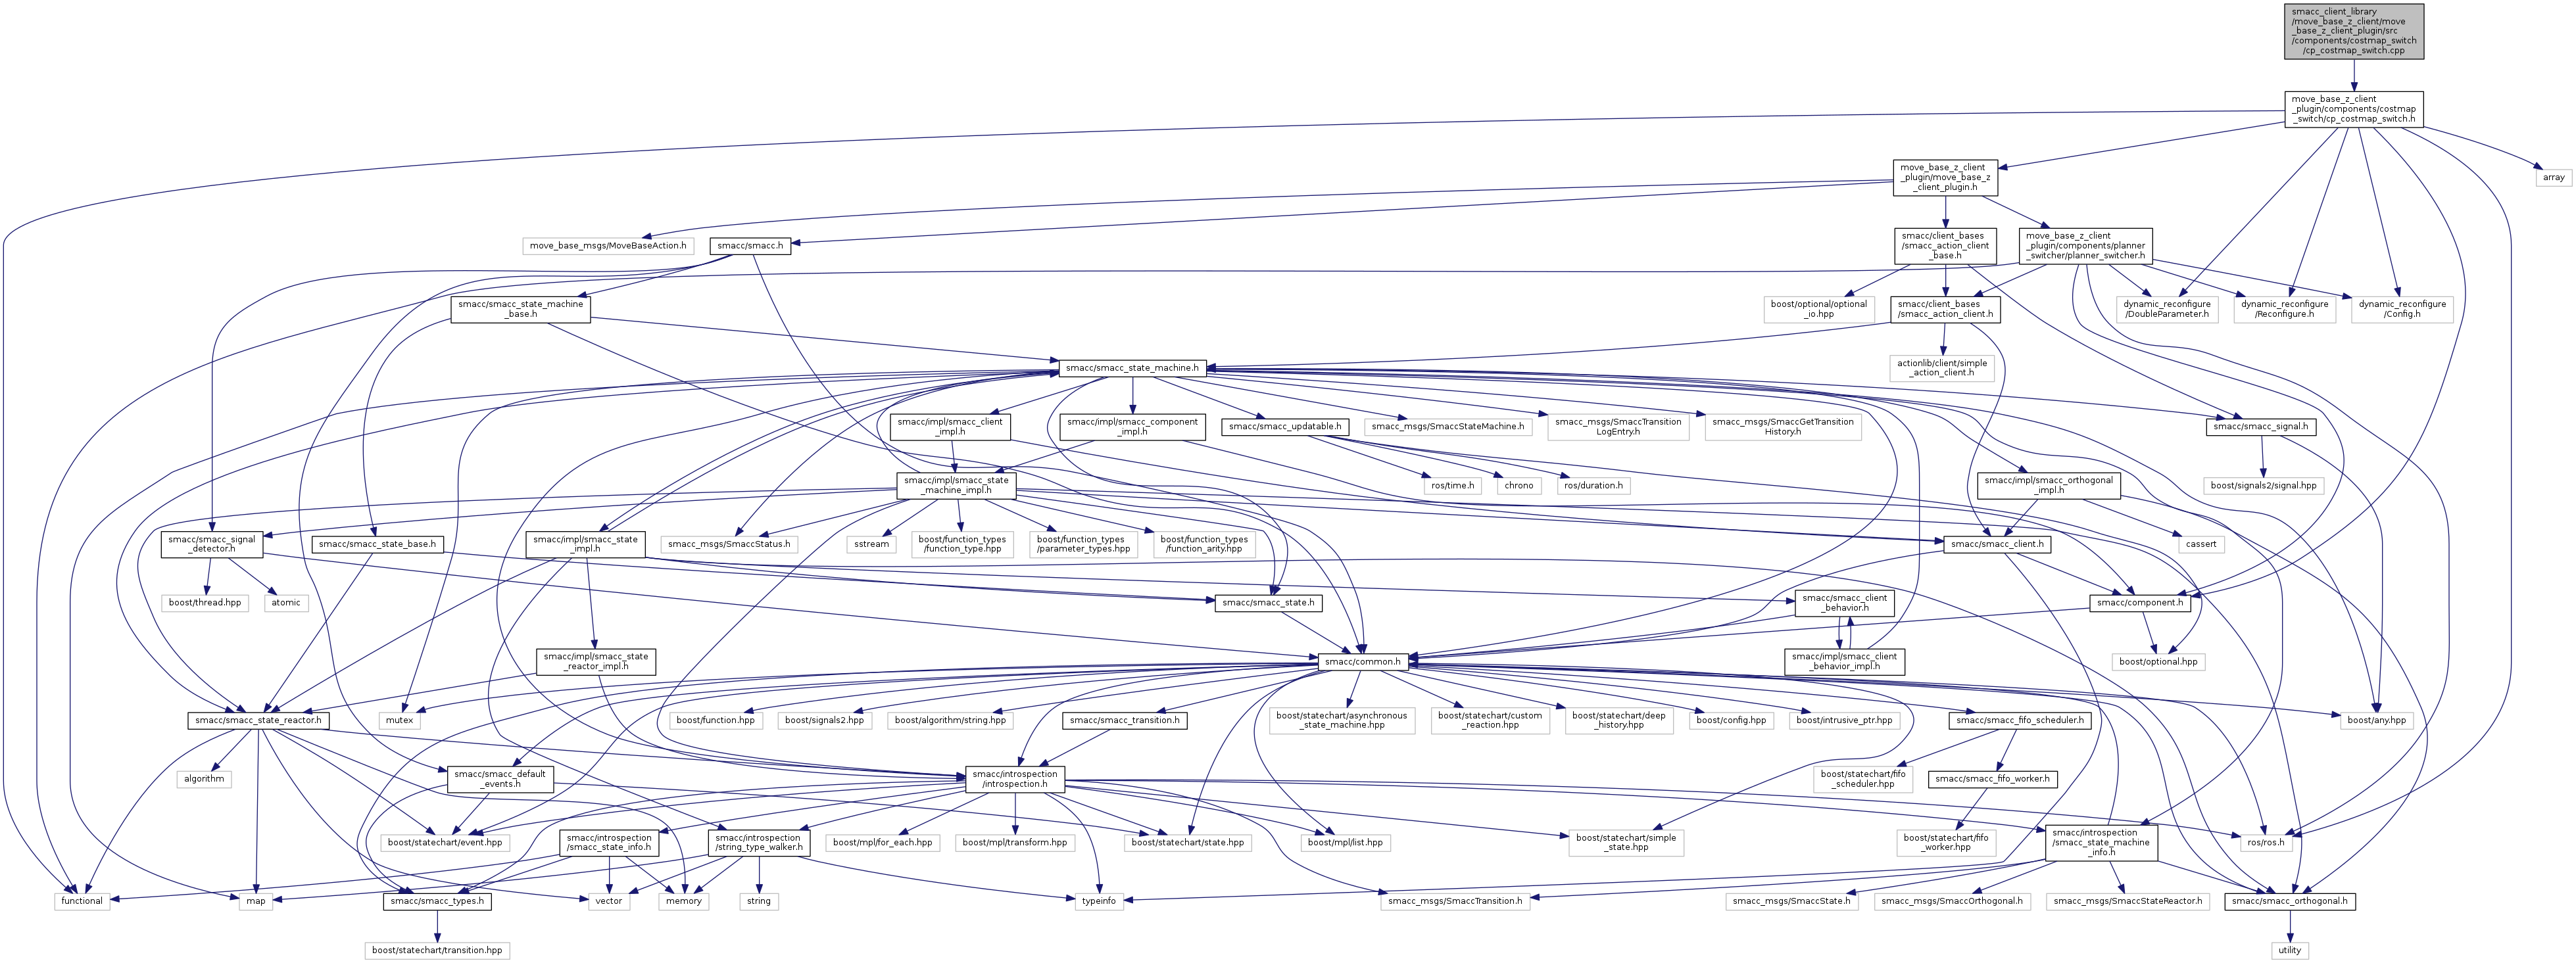 smacc_client_library
/move_base_z_client/move
_base_z_client_plugin/src
/components/costmap_switch
/cp_costmap_switch.cpp
move_base_z_client
_plugin/components/costmap
_switch/cp_costmap_switch.h
move_base_z_client
_plugin/move_base_z
_client_plugin.h
array
move_base_msgs/MoveBaseAction.h
smacc/smacc.h
smacc/client_bases
/smacc_action_client
_base.h
move_base_z_client
_plugin/components/planner
_switcher/planner_switcher.h
smacc/smacc_state_machine
_base.h
boost/optional/optional
_io.hpp
smacc/client_bases
/smacc_action_client.h
dynamic_reconfigure
/DoubleParameter.h
dynamic_reconfigure
/Reconfigure.h
dynamic_reconfigure
/Config.h
smacc/smacc_state_machine.h
actionlib/client/simple
_action_client.h
smacc/impl/smacc_client
_impl.h
smacc/impl/smacc_component
_impl.h
smacc/smacc_updatable.h
smacc_msgs/SmaccStateMachine.h
smacc_msgs/SmaccTransition
LogEntry.h
smacc_msgs/SmaccGetTransition
History.h
smacc/smacc_signal.h
smacc/impl/smacc_state
_machine_impl.h
ros/time.h
chrono
ros/duration.h
smacc/impl/smacc_orthogonal
_impl.h
boost/signals2/signal.hpp
smacc/smacc_signal
_detector.h
smacc/smacc_state_base.h
smacc/impl/smacc_state
_impl.h
smacc_msgs/SmaccStatus.h
sstream
boost/function_types
/function_type.hpp
boost/function_types
/parameter_types.hpp
boost/function_types
/function_arity.hpp
smacc/smacc_client.h
cassert
boost/thread.hpp
atomic
smacc/smacc_state.h
smacc/smacc_client
_behavior.h
smacc/component.h
smacc/impl/smacc_state
_reactor_impl.h
smacc/common.h
smacc/impl/smacc_client
_behavior_impl.h
boost/optional.hpp
smacc/smacc_state_reactor.h
mutex
boost/function.hpp
boost/signals2.hpp
boost/algorithm/string.hpp
smacc/smacc_transition.h
boost/statechart/asynchronous
_state_machine.hpp
boost/statechart/custom
_reaction.hpp
boost/statechart/deep
_history.hpp
boost/config.hpp
boost/intrusive_ptr.hpp
smacc/smacc_fifo_scheduler.h
boost/any.hpp
algorithm
smacc/smacc_default
_events.h
smacc/introspection
/introspection.h
boost/statechart/fifo
_scheduler.hpp
smacc/smacc_fifo_worker.h
boost/statechart/event.hpp
smacc/introspection
/smacc_state_info.h
smacc/introspection
/string_type_walker.h
boost/mpl/for_each.hpp
boost/mpl/transform.hpp
boost/statechart/state.hpp
boost/mpl/list.hpp
boost/statechart/simple
_state.hpp
boost/statechart/fifo
_worker.hpp
smacc/introspection
/smacc_state_machine
_info.h
ros/ros.h
functional
map
smacc/smacc_types.h
vector
memory
string
typeinfo
smacc_msgs/SmaccTransition.h
smacc_msgs/SmaccState.h
smacc_msgs/SmaccOrthogonal.h
smacc_msgs/SmaccStateReactor.h
smacc/smacc_orthogonal.h
boost/statechart/transition.hpp
utility